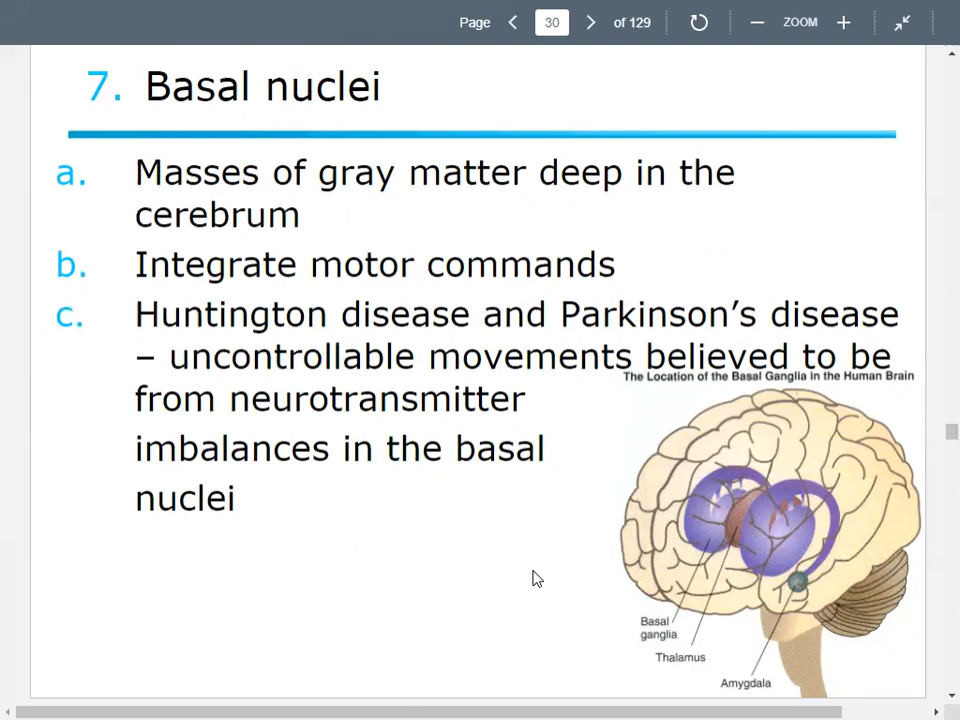 Page 30 of 129 ZOOM
7. Basal nuclei
a. Masses of gray matter deep in the
cerebrum
b. Integrate motor commands
c. Huntington disease and Parkinson’s disease
– uncontrollable movements believed to be
The Location of the Basal Ganglia in the Human Brain
from neurotransmitter
imbalances in the basal
nuclei
Basal
ganglia
Thalamus
Amygdala